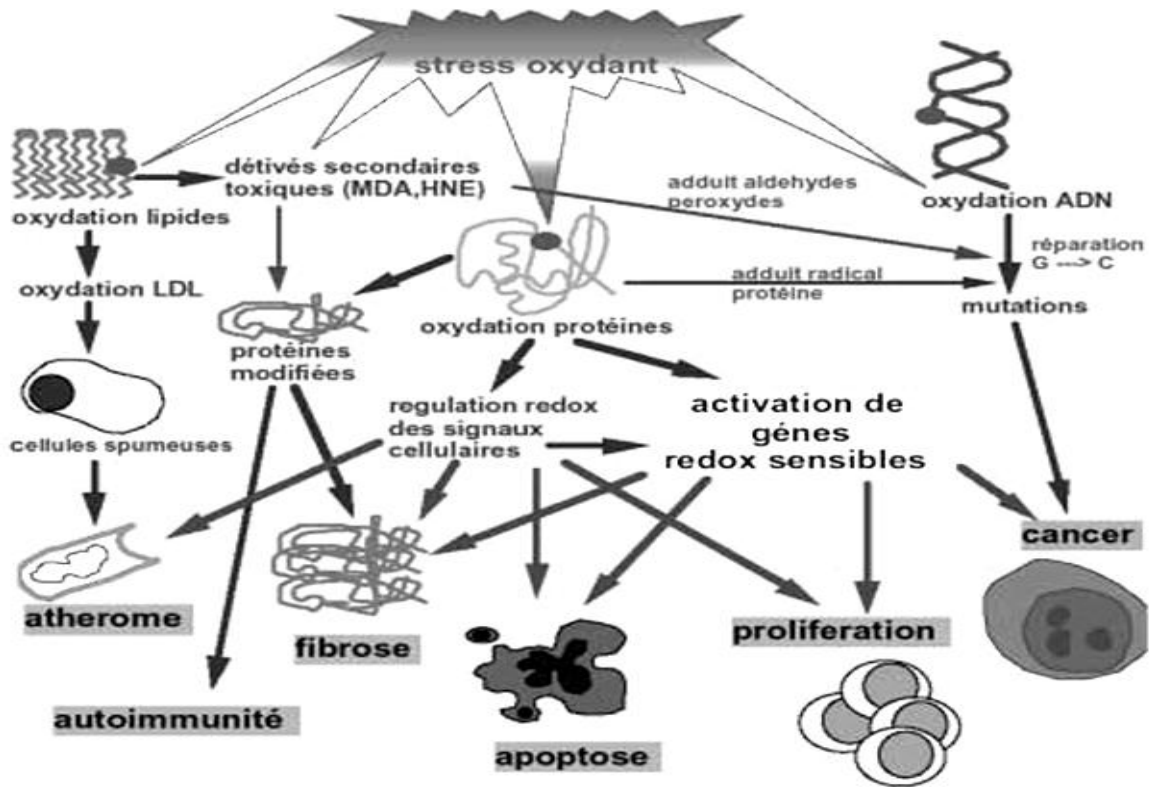 stress oxydant
détivés secondaires
toxiques (MDA,HNE)
oxydation lipides
adduit aldehydes
peroxydes
oxydation ADN
réparation
G ---> C
oxydation LDL
adduit radical
protéine
mutations
oxydation protéines
protéines
modifiées
regulation redox
des signaux
cellulaires
activation de
génes
redox sensibles
cellules spumeuses
cancer
atherome
fibrose
proliferation
autoimmunité
apoptose